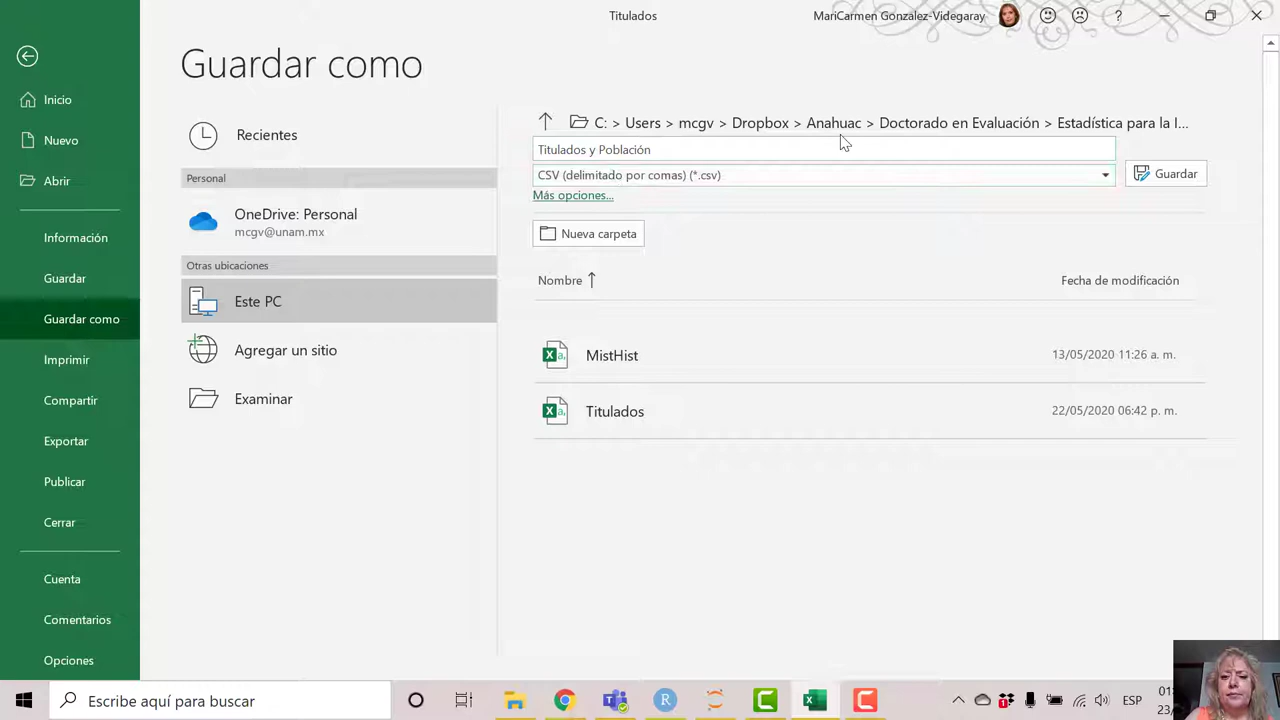 Titulados
MariCarmen Gonzalez-Videgaray
?
Guardar como
Inicio
Nuevo
Abrir
Información
Guardar
Guardar como
Imprimir
Compartir
Exportar
Publicar
Cerrar
Cuenta
Comentarios
Opciones
Recientes
Personal
OneDrive: Personal
mcgv@unam.mx
Otras ubicaciones
Este PC
Agregar un sitio
Examinar
C: > Users > mcgv > Dropbox > Anahuac > Doctorado en Evaluación > Estadística para la I...
Titulados y Población
CSV (delimitado por comas) (*.csv)
Guardar
Más opciones...
Nueva carpeta
Nombre
Fecha de modificación
MistHist
13/05/2020 11:26 a. m.
Titulados
22/05/2020 06:42 p. m.
Escribe aquí para buscar
ESP